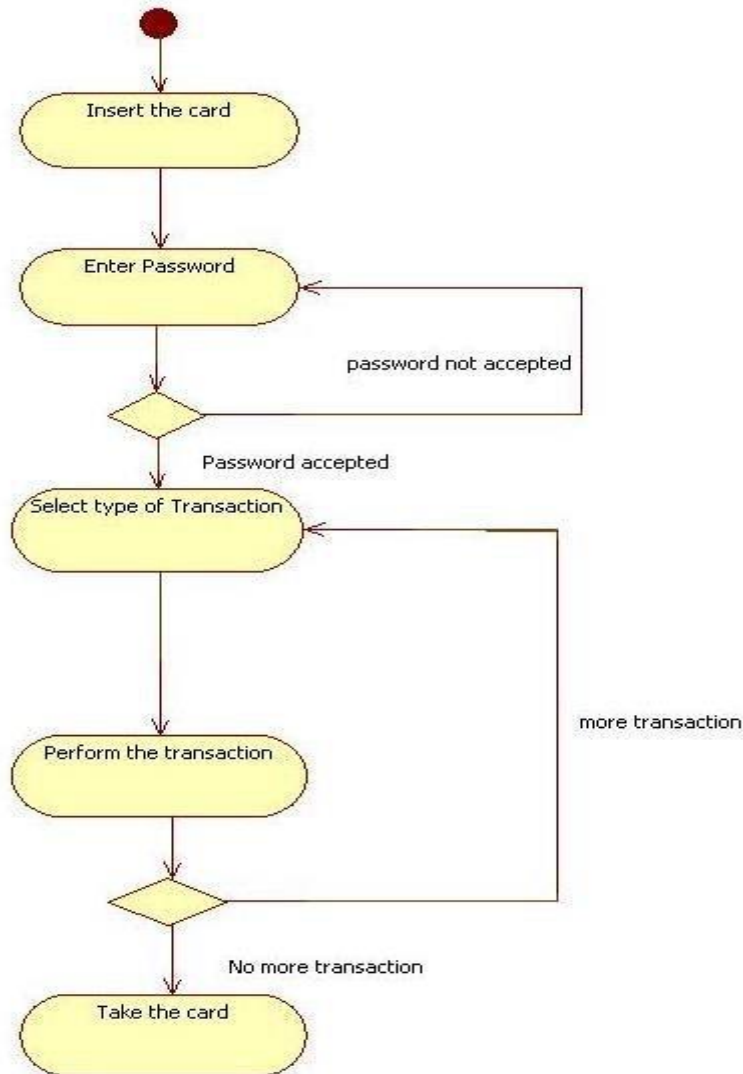 Insert the card
Enter Password
password not accepted
Password accepted
Select type of Transaction
more transaction
Perform the transaction
No more transaction
Take the card